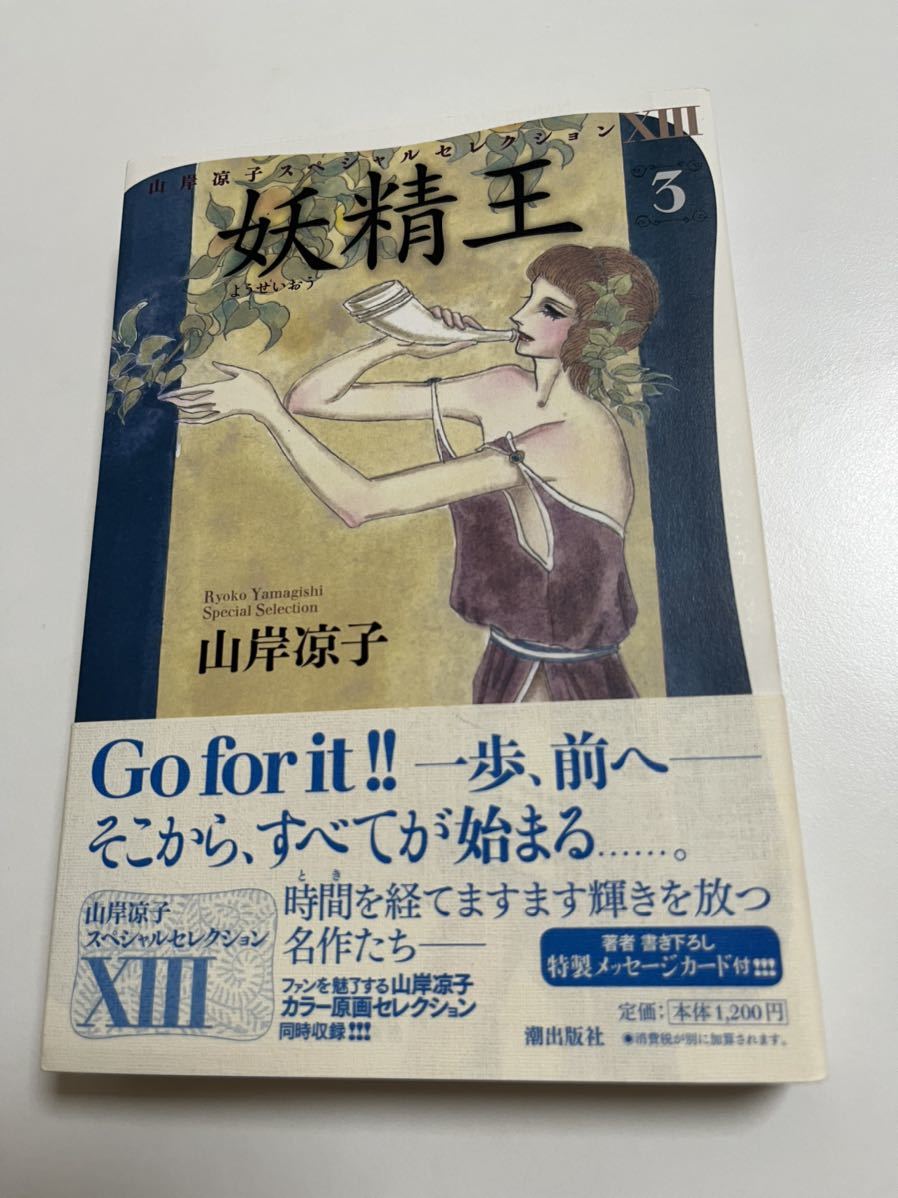 山岸凉子スペシャルセレクションXIII
3
妖精王
ようせいおう
Ryoko Yamagishi
Special Selection
山岸凉子
Go for it!! 一歩、前へ――
そこから、すべてが始まる……。
とき
時間を経てますます輝きを放つ
名作たち――
山岸凉子
スペシャルセレクション
XIII
ファンを魅了する山岸凉子
カラー原画セレクション
同時収録!!!
著者 書き下ろし
特製メッセージカード付!!!
定価：本体1,200円
潮出版社
●消費税が別に加算されます。